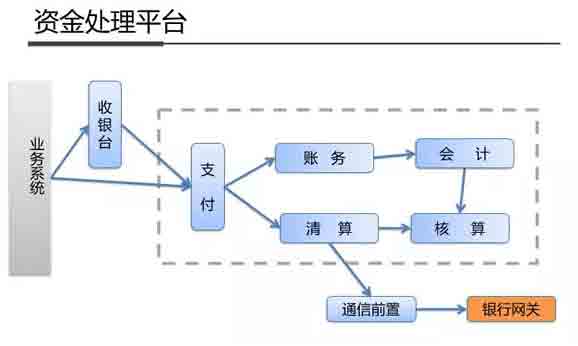 资金处理平台
收银台
业务系统
支付
账务
会计
清算
核算
通信前置
银行网关